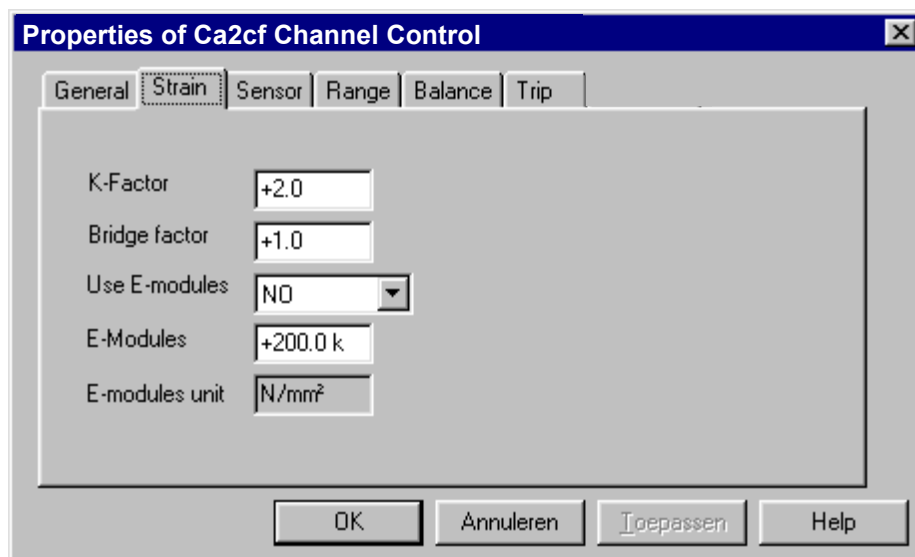 Properties of Ca2cf Channel Control
General Strain Sensor Range Balance Trip
K-Factor +2.0
Bridge factor +1.0
Use E-modules NO
E-Modules +200.0 k
E-modules unit N/mm²
OK Annuleren Toepassen Help